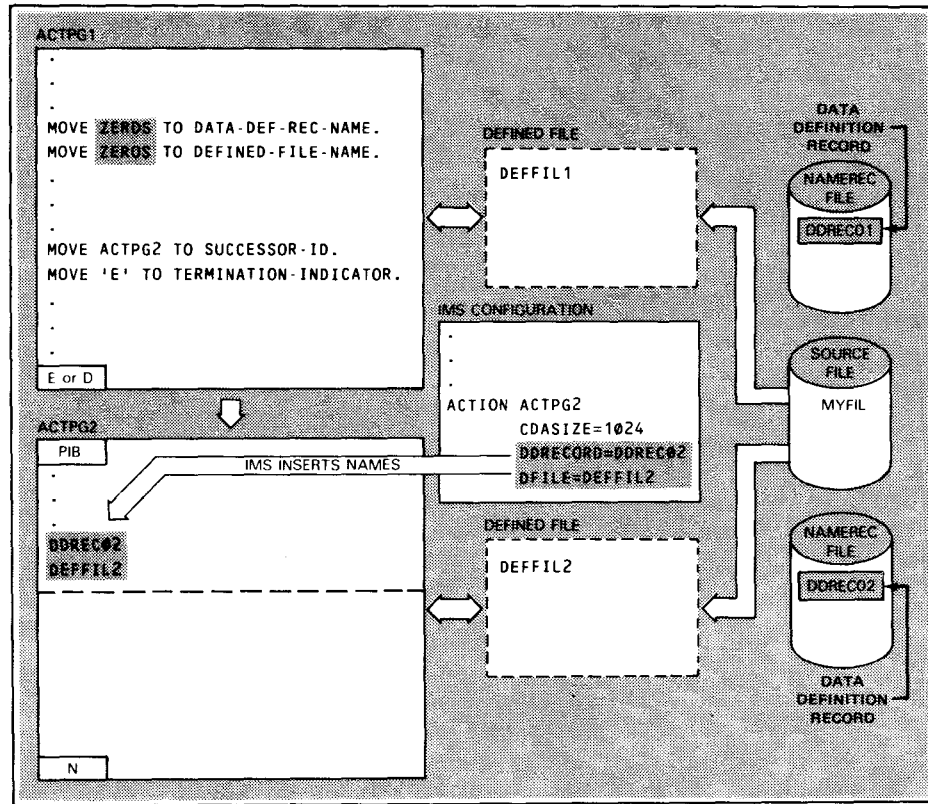 ACTPG1
.
.
.
MOVE ZEROS TO DATA-DEF-REC-NAME.
MOVE ZEROS TO DEFINED-FILE-NAME.
.
.
.
MOVE ACTPG2 TO SUCCESSOR-ID.
MOVE 'E' TO TERMINATION-INDICATOR.
.
.
.
E or D
DEFINED FILE
DEFFIL1
DATA
DEFINITION
RECORD
NAMEREC
FILE
DDREC01
IMS CONFIGURATION
.
.
.
ACTION ACTPG2
CDASIZE=1024
DDRECORD=DDREC02
DFILE=DEFFIL2
SOURCE
FILE
MYFIL
ACTPG2
PIB
IMS INSERTS NAMES
.
.
.
DDREC02
DEFFIL2
N
DEFINED FILE
DEFFIL2
NAMEREC
FILE
DDREC02
DATA
DEFINITION
RECORD